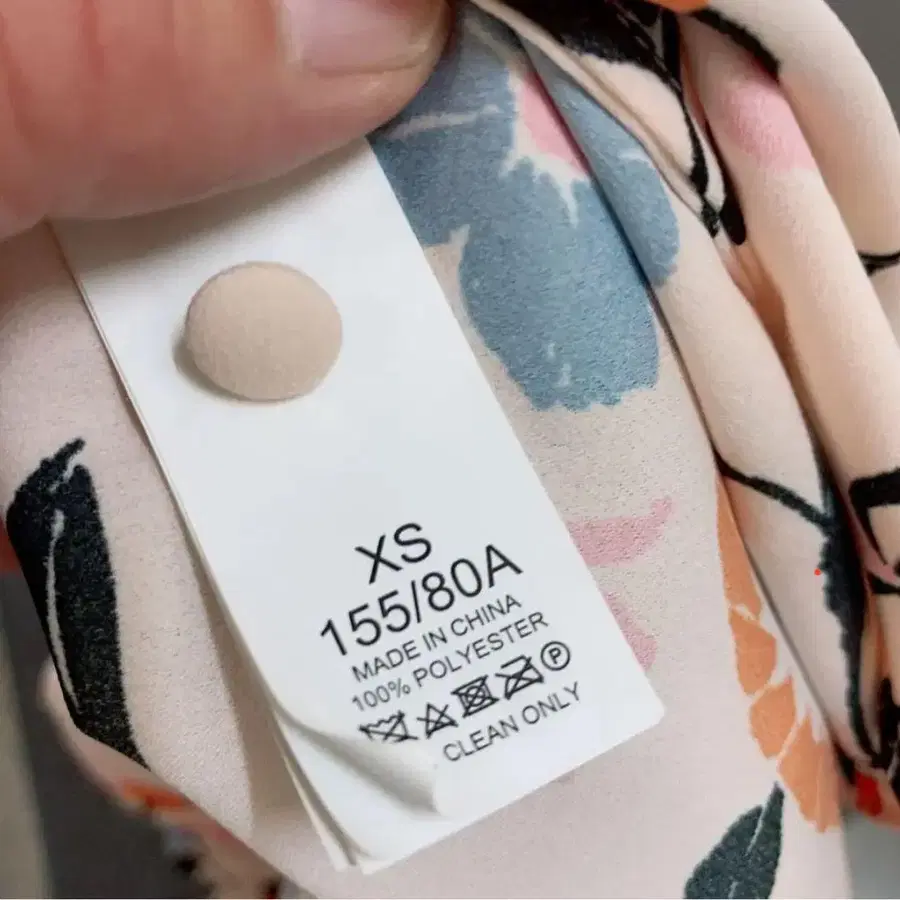 XS
155/80A
MADE IN CHINA
100% POLYESTER
P
CLEAN ONLY